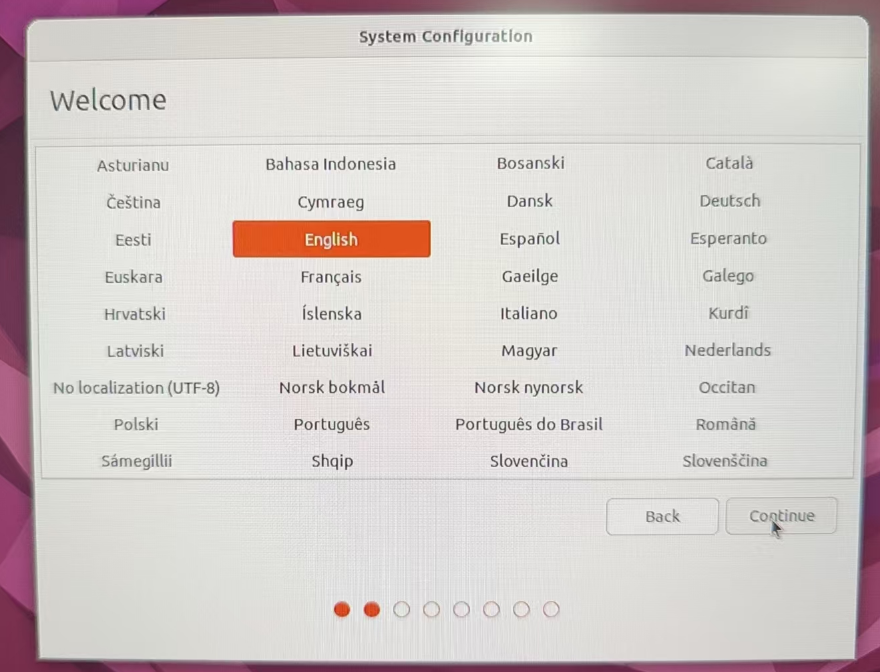 System Configuration
Welcome
Asturianu Bahasa Indonesia Bosanski Català
Čeština Cymraeg Dansk Deutsch
Eesti English Español Esperanto
Euskara Français Gaeilge Galego
Hrvatski Íslenska Italiano Kurdî
Latviski Lietuviškai Magyar Nederlands
No localization (UTF-8) Norsk bokmål Norsk nynorsk Occitan
Polski Português Português do Brasil Română
Sámegillii Shqip Slovenčina Slovenščina
Back Continue